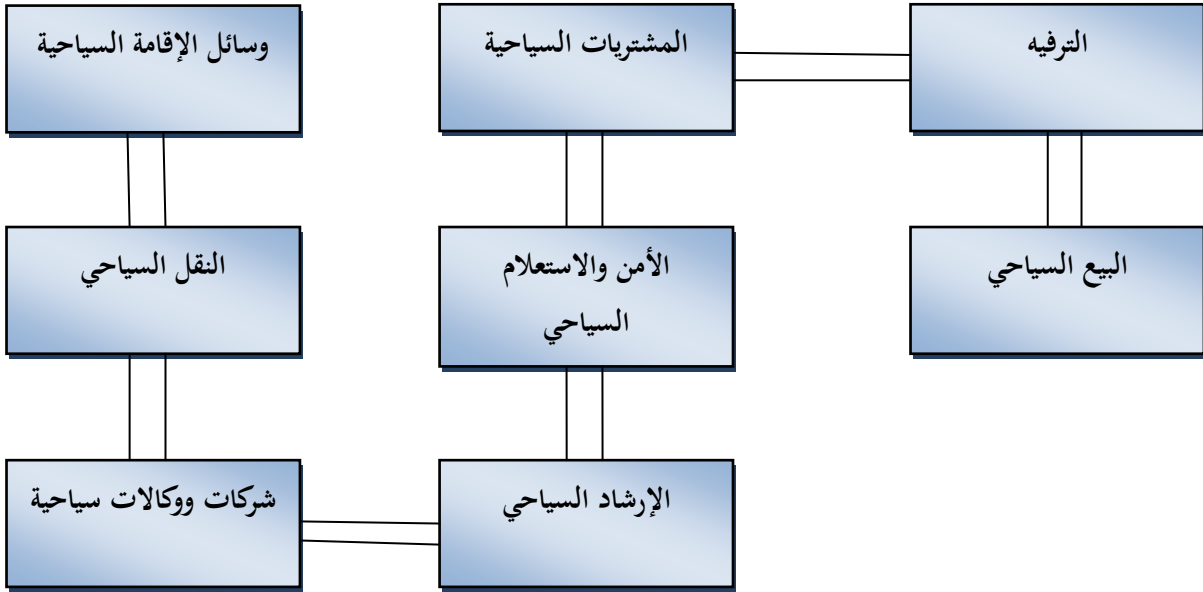 الترفيه
المشتريات السياحية
وسائل الإقامة السياحية
البيع السياحي
الأمن والاستعلام
السياحي
النقل السياحي
الإرشاد السياحي
شركات ووكالات سياحية